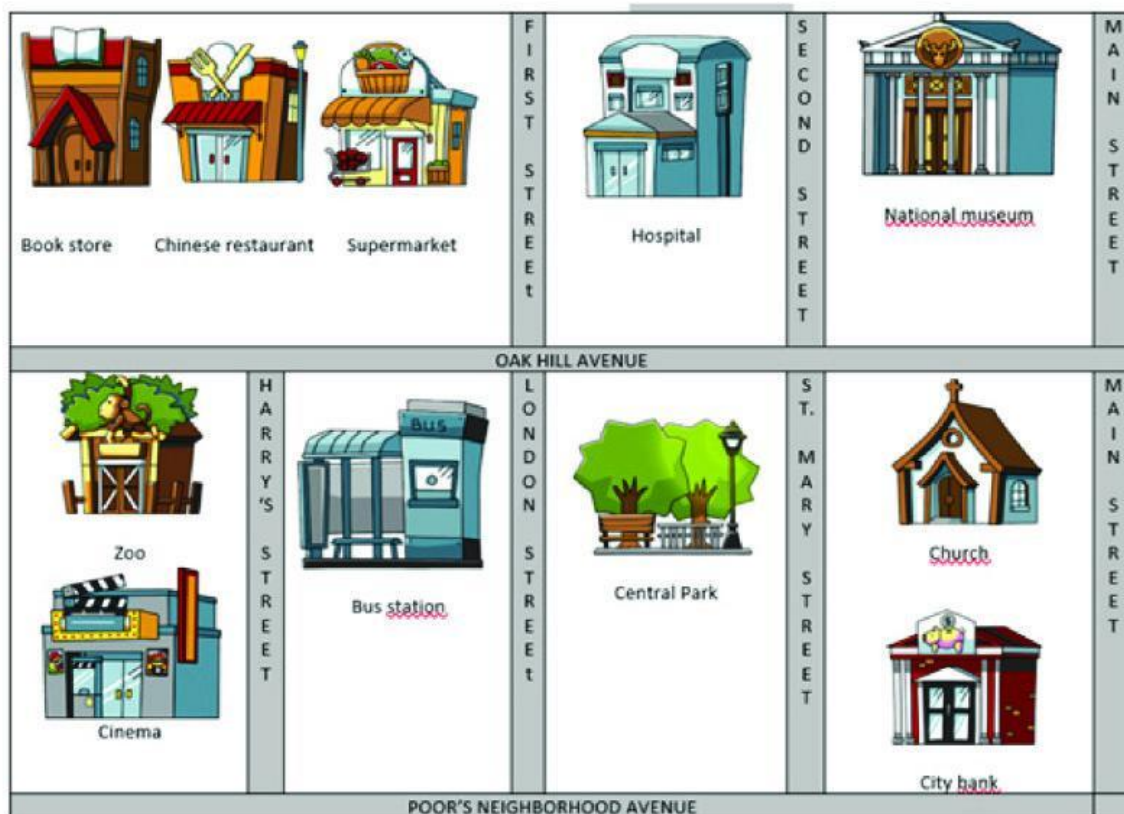 FIRST STREEt
SECOND STREET
MAIN STREET
Book store
Chinese restaurant
Supermarket
Hospital
National museum
OAK HILL AVENUE
HARRY'S STREET
LONDON STREEt
ST. MARY STREET
MAIN STREET
BUS
Zoo
Bus station
Central Park
Church
Cinema
City bank
POOR'S NEIGHBORHOOD AVENUE